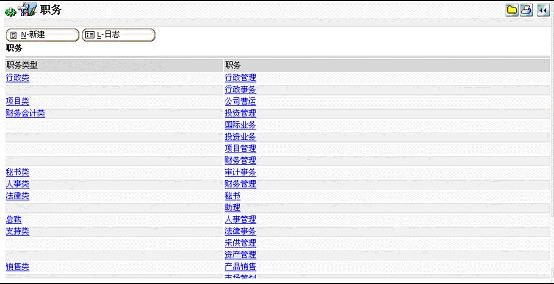 职务
N-新建 L-日志
职务
职务类型 职务
行政类 行政管理
行政事务
项目类 公司营运
财务会计类 投资管理
国际业务
投资业务
项目管理
财务管理
秘书类 审计事务
人事类 财务管理
法律类 秘书
助理
总裁 人事管理
支持类 法律事务
采供管理
资产管理
销售类 产品销售